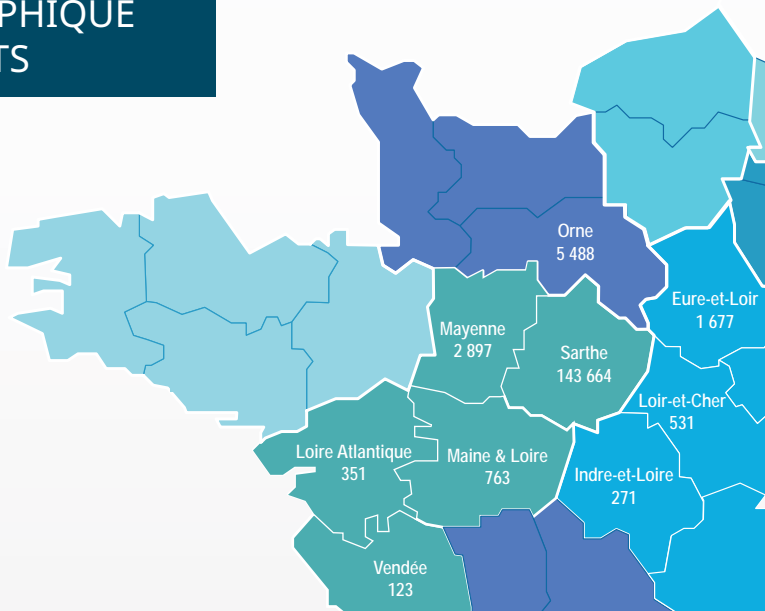 PHIQUE
TS
Orne
5 488
Eure-et-Loir
1 677
Mayenne
2 897
Sarthe
143 664
Loir-et-Cher
531
Loire Atlantique
351
Maine & Loire
763
Indre-et-Loire
271
Vendée
123